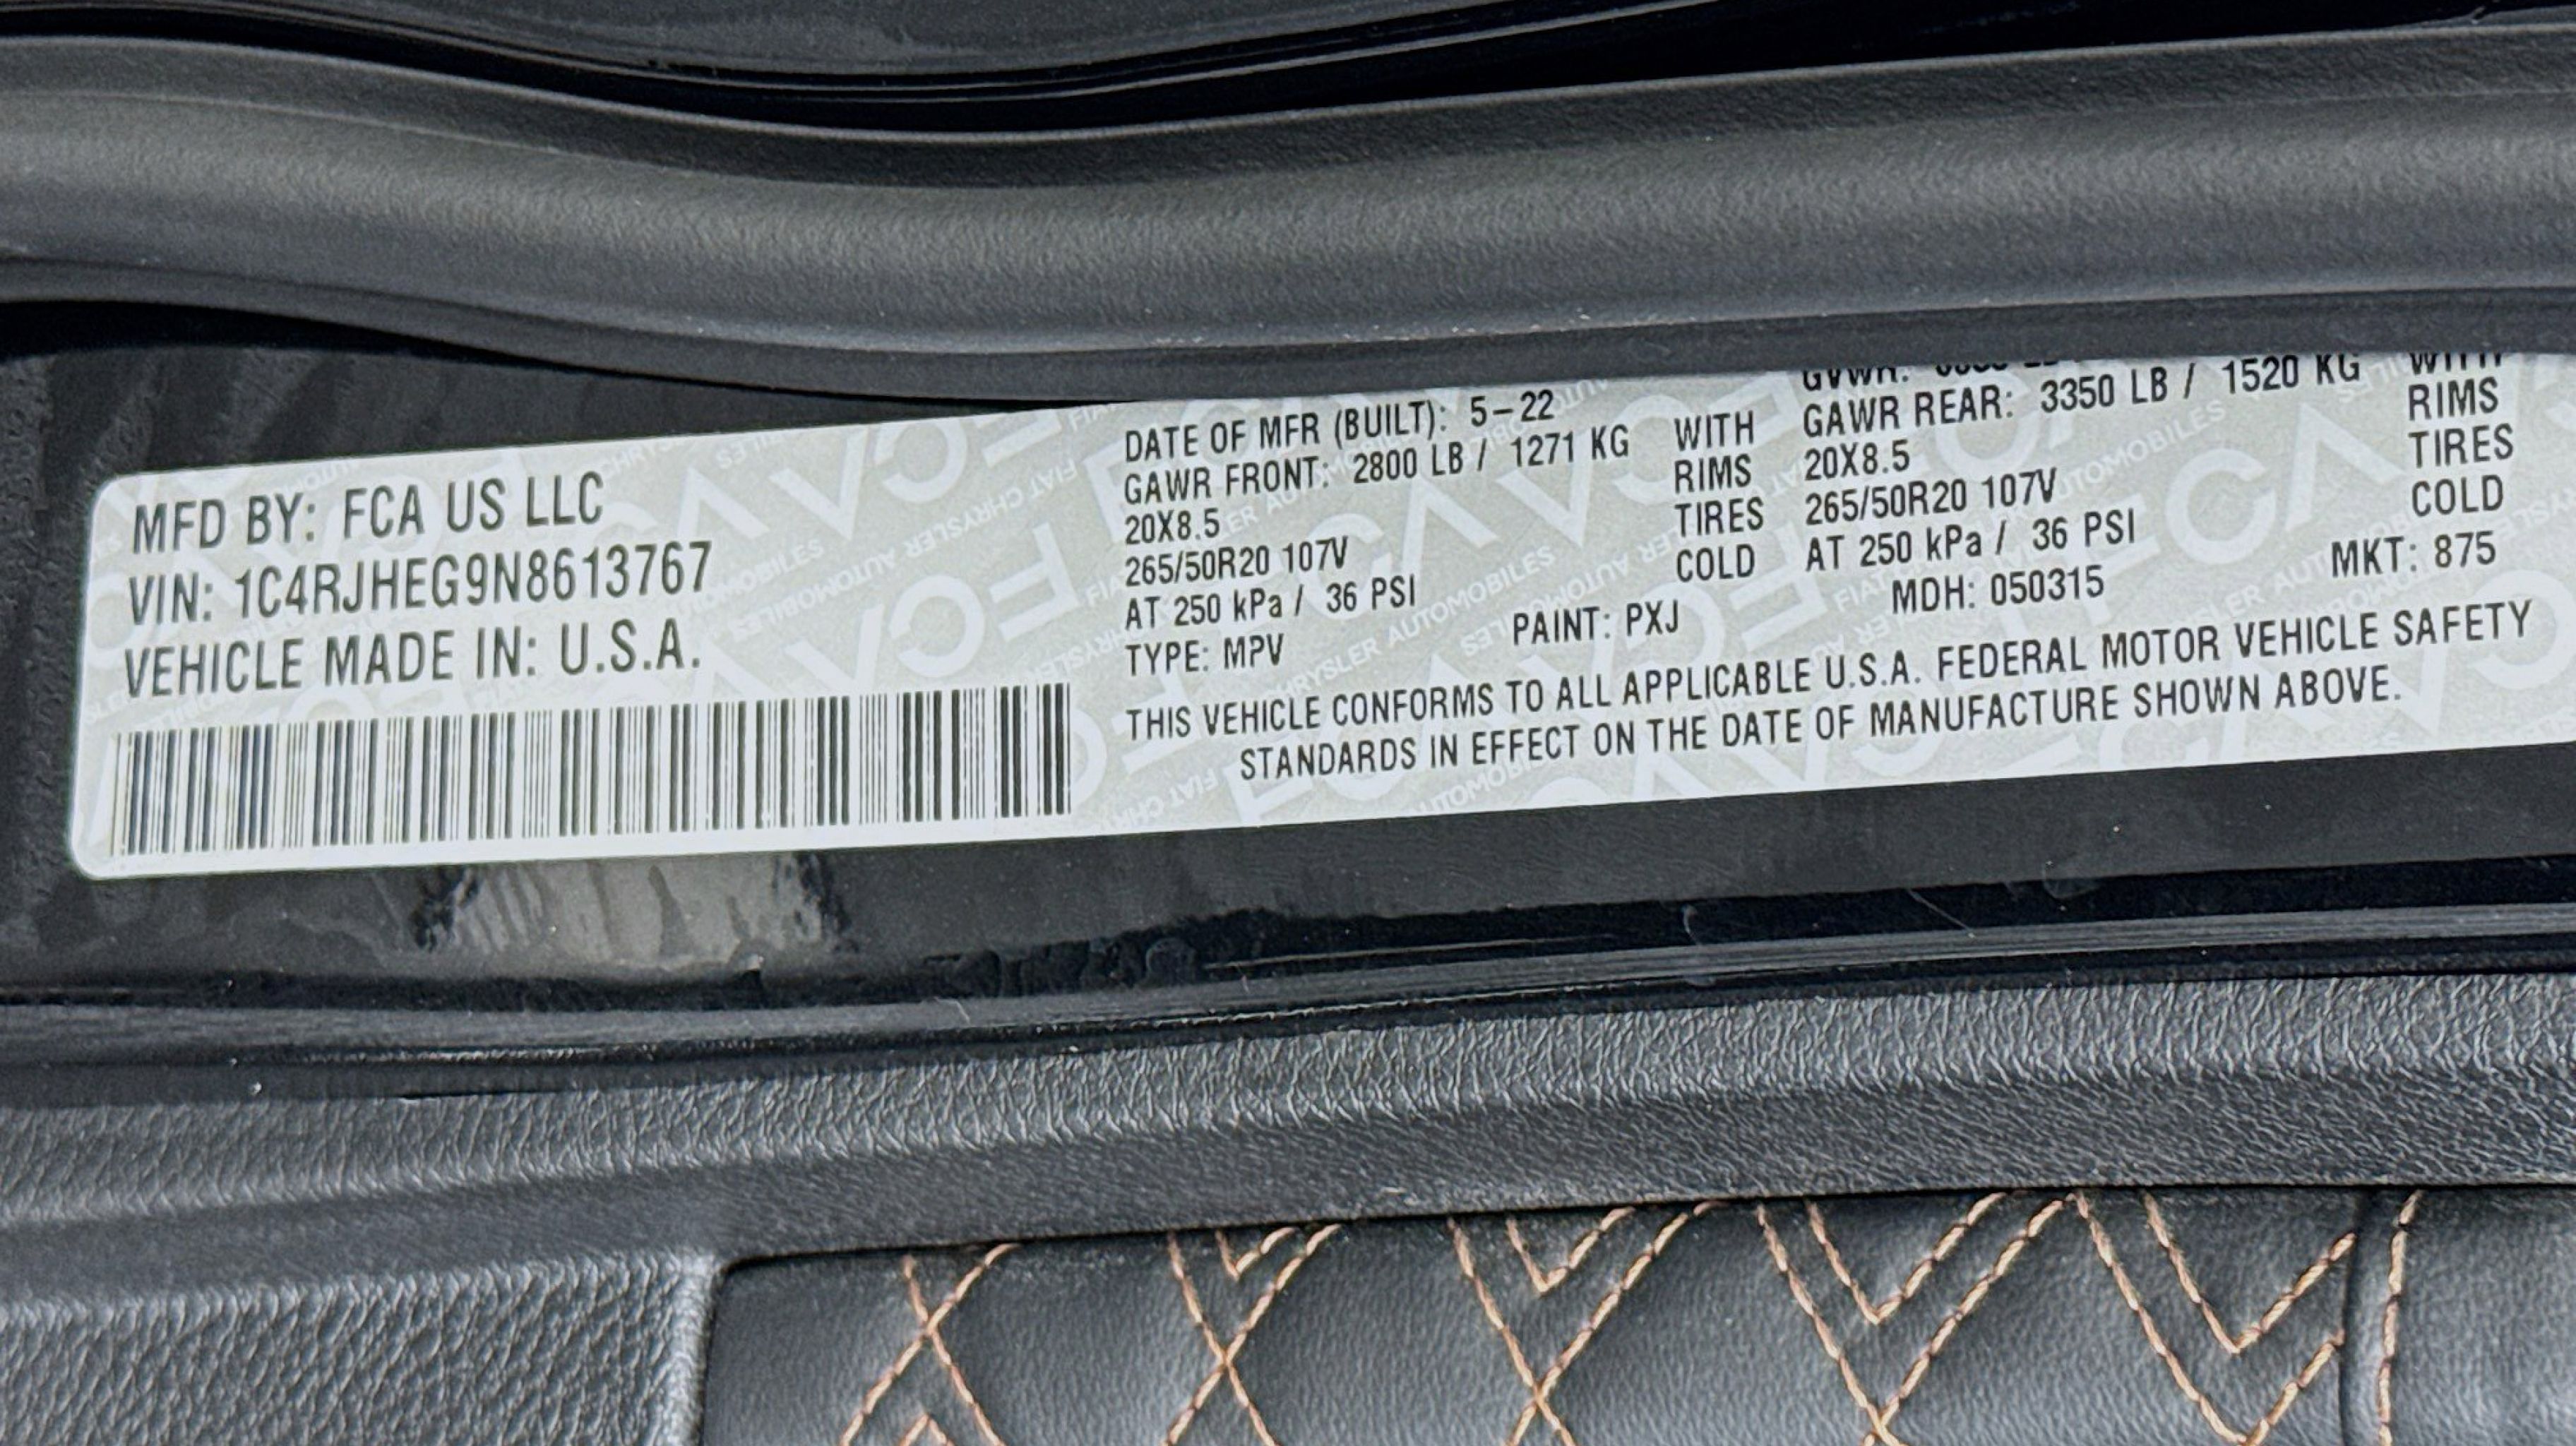 MFD BY: FCA US LLC
VIN: 1C4RJHEG9N8613767
VEHICLE MADE IN: U.S.A.
DATE OF MFR (BUILT): 5-22
GVWR:
GAWR FRONT: 2800 LB / 1271 KG WITH GAWR REAR: 3350 LB / 1520 KG WITH
20X8.5 RIMS 20X8.5 RIMS
265/50R20 107V TIRES 265/50R20 107V TIRES
AT 250 kPa / 36 PSI COLD AT 250 kPa / 36 PSI COLD
TYPE: MPV PAINT: PXJ MDH: 050315 MKT: 875
THIS VEHICLE CONFORMS TO ALL APPLICABLE U.S.A. FEDERAL MOTOR VEHICLE SAFETY
STANDARDS IN EFFECT ON THE DATE OF MANUFACTURE SHOWN ABOVE.